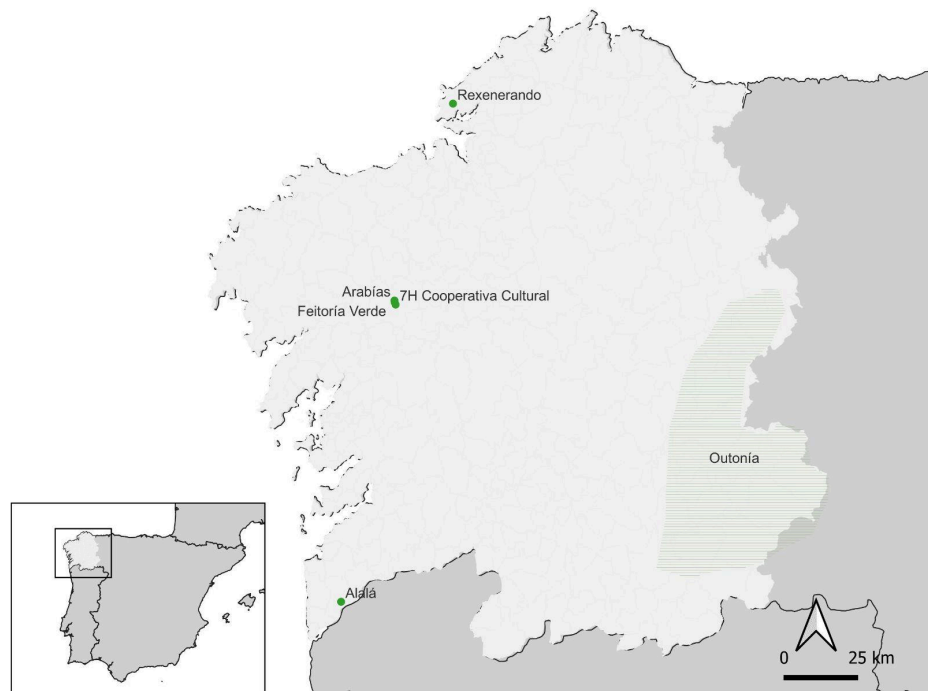 Rexenerando
Arabías
7H Cooperativa Cultural
Feitoría Verde
Outonía
Alalá
0 25 km